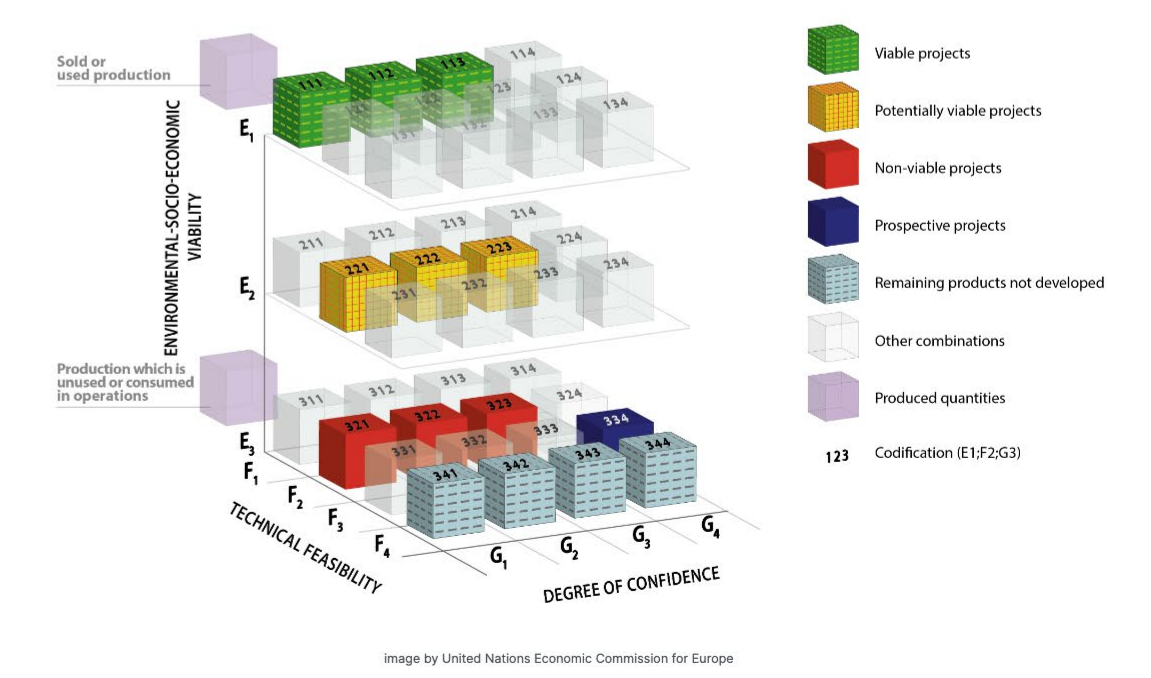 Sold or
used production
ENVIRONMENTAL-SOCIO-ECONOMIC
VIABILITY
E1
111
112
113
114
123
124
131
132
133
134
E2
211
212
213
214
221
222
223
224
231
232
233
234
Production which is
unused or consumed
in operations
E3
311
312
313
314
321
322
323
324
331
332
333
334
341
342
343
344
F1
F2
F3
F4
TECHNICAL FEASIBILITY
G1
G2
G3
G4
DEGREE OF CONFIDENCE
Viable projects
Potentially viable projects
Non-viable projects
Prospective projects
Remaining products not developed
Other combinations
Produced quantities
123 Codification (E1;F2;G3)
image by United Nations Economic Commission for Europe